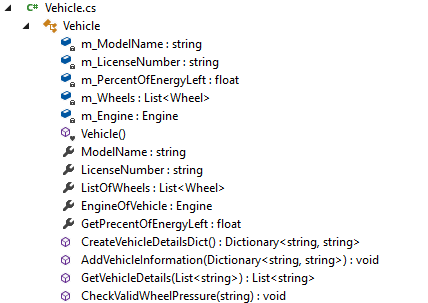 C# Vehicle.cs
Vehicle
m_ModelName : string
m_LicenseNumber : string
m_PercentOfEnergyLeft : float
m_Wheels : List<Wheel>
m_Engine : Engine
Vehicle()
ModelName : string
LicenseNumber : string
ListOfWheels : List<Wheel>
EngineOfVehicle : Engine
GetPrecentOfEnergyLeft : float
CreateVehicleDetailsDict() : Dictionary<string, string>
AddVehicleInformation(Dictionary<string, string>) : void
GetVehicleDetails(List<string>) : List<string>
CheckValidWheelPressure(string) : void